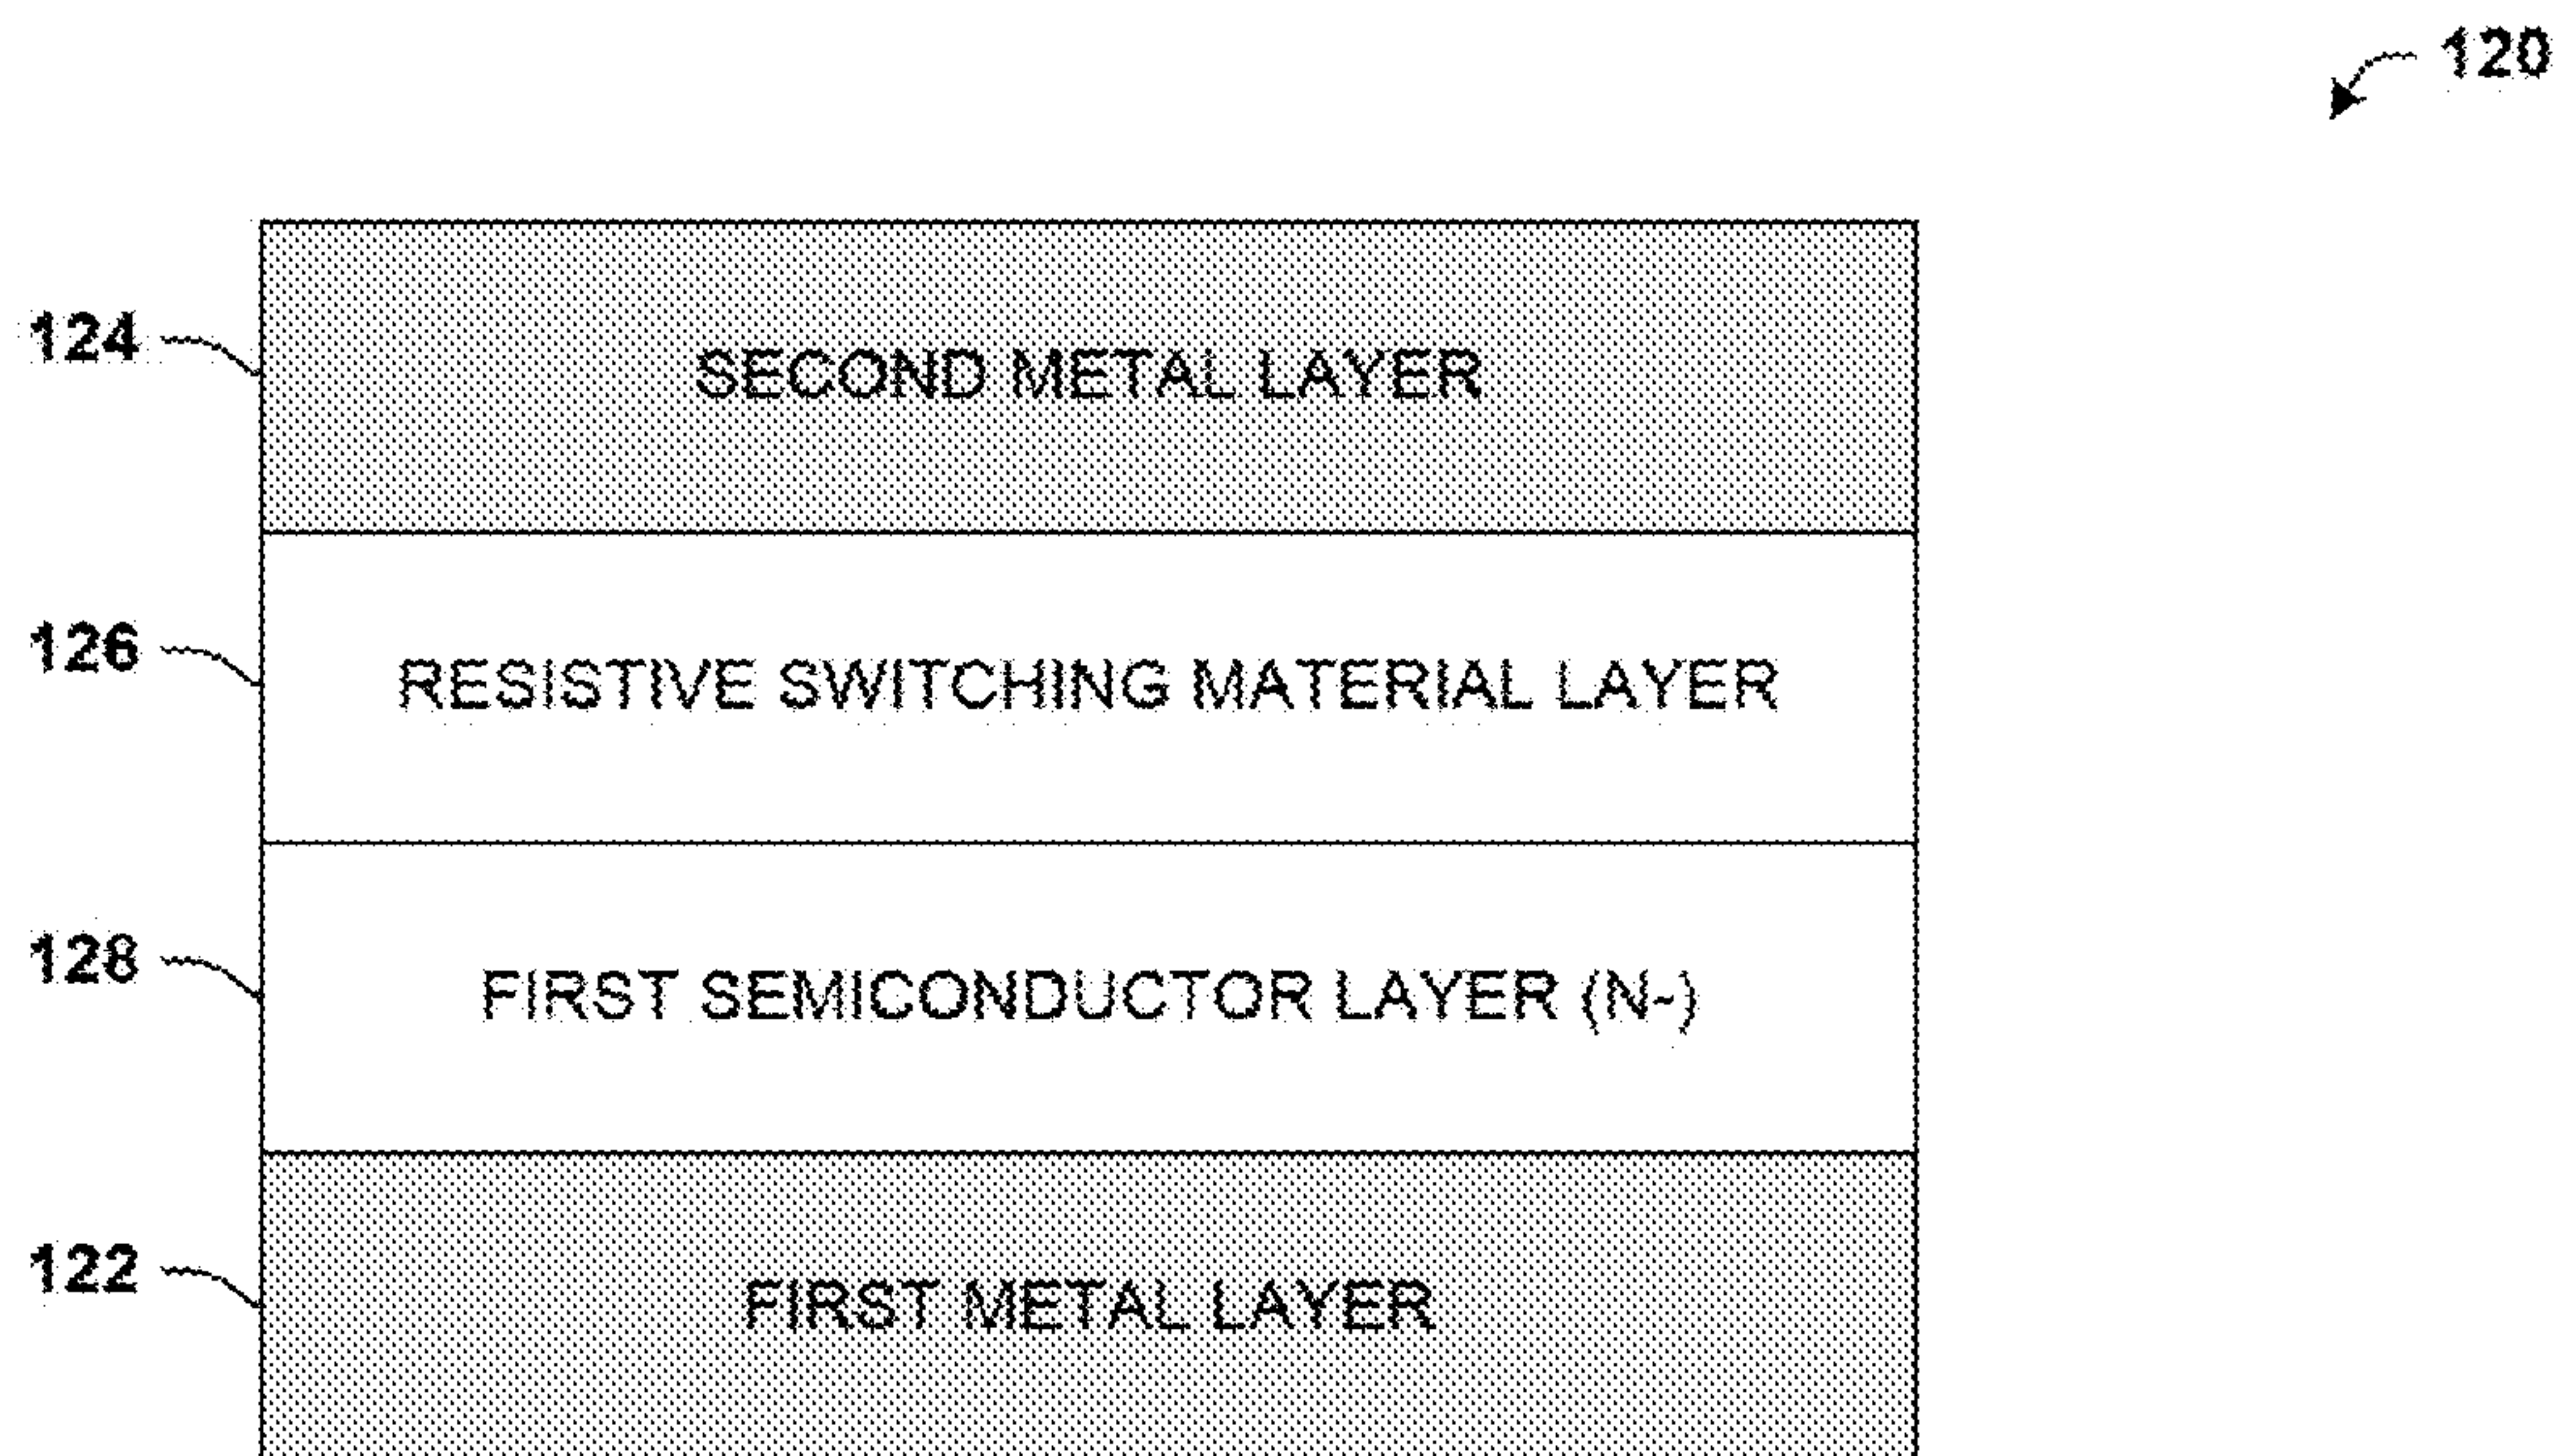 120
124
SECOND METAL LAYER
126
RESISTIVE SWITCHING MATERIAL LAYER
128
FIRST SEMICONDUCTOR LAYER (N-)
122
FIRST METAL LAYER